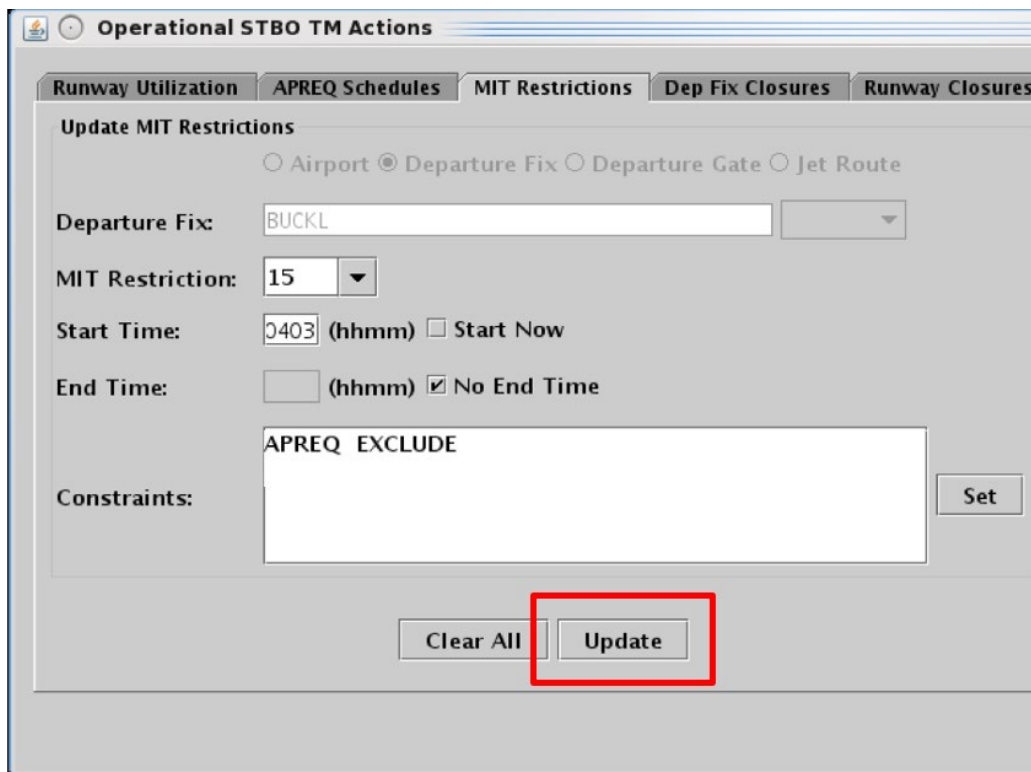 Operational STBO TM Actions
Runway Utilization APREQ Schedules MIT Restrictions Dep Fix Closures Runway Closures
Update MIT Restrictions
Airport Departure Fix Departure Gate Jet Route
Departure Fix: BUCKL
MIT Restriction: 15
Start Time: 0403 (hhmm) Start Now
End Time: (hhmm) No End Time
APREQ EXCLUDE
Constraints: Set
Clear All Update